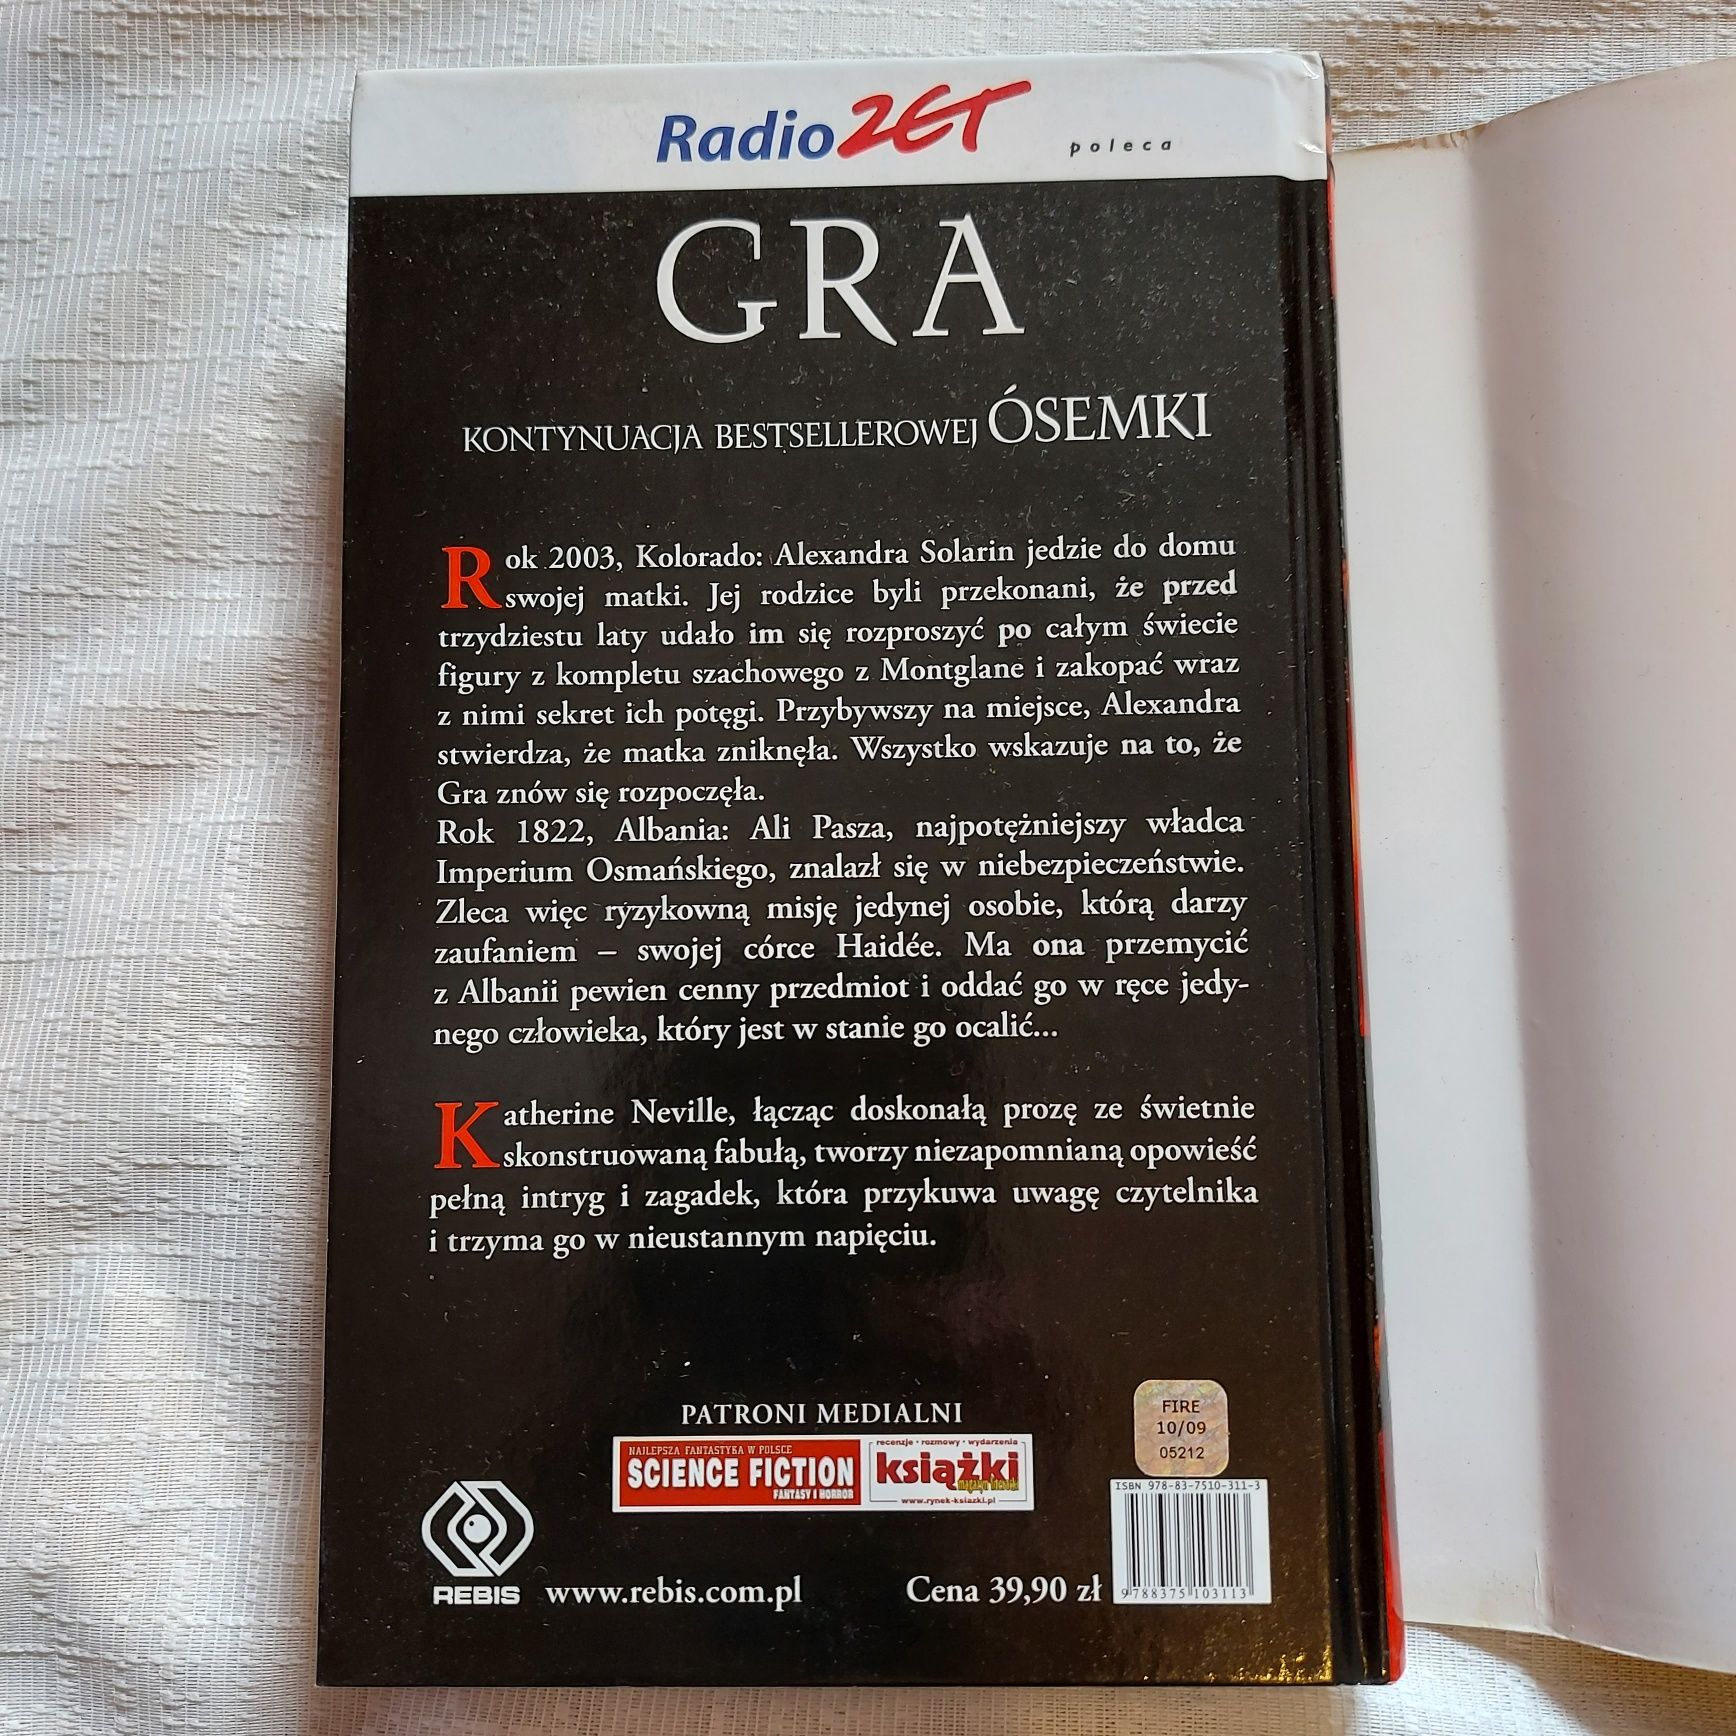 Radio ZET poleca
GRA
KONTYNUACJA BESTSELLEROWEJ ÓSEMKI
Rok 2003, Kolorado: Alexandra Solarin jedzie do domu
swojej matki. Jej rodzice byli przekonani, że przed
trzydziestu laty udało im się rozproszyć po całym świecie
figury z kompletu szachowego z Montglane i zakopać wraz
z nimi sekret ich potęgi. Przybywszy na miejsce, Alexandra
stwierdza, że matka zniknęła. Wszystko wskazuje na to, że
Gra znów się rozpoczęła.
Rok 1822, Albania: Ali Pasza, najpotężniejszy władca
Imperium Osmańskiego, znalazł się w niebezpieczeństwie.
Zleca więc ryzykowną misję jedynej osobie, którą darzy
zaufaniem – swojej córce Haidée. Ma ona przemycić
z Albanii pewien cenny przedmiot i oddać go w ręce jedy-
nego człowieka, który jest w stanie go ocalić...
Katherine Neville, łącząc doskonałą prozę ze świetnie
skonstruowaną fabułą, tworzy niezapomnianą opowieść
pełną intryg i zagadek, która przykuwa uwagę czytelnika
i trzyma go w nieustannym napięciu.
PATRONI MEDIALNI
NAJLEPSZA FANTASTYKA W POLSCE
SCIENCE FICTION
FANTASY I HORROR
recenzje • rozmowy • wydarzenia
książki
magazyn literacki
www.rynek-ksiazki.pl
FIRE
10/09
05212
ISBN 978-83-7510-311-3
9 788375 103113
REBIS
www.rebis.com.pl
Cena 39,90 zł